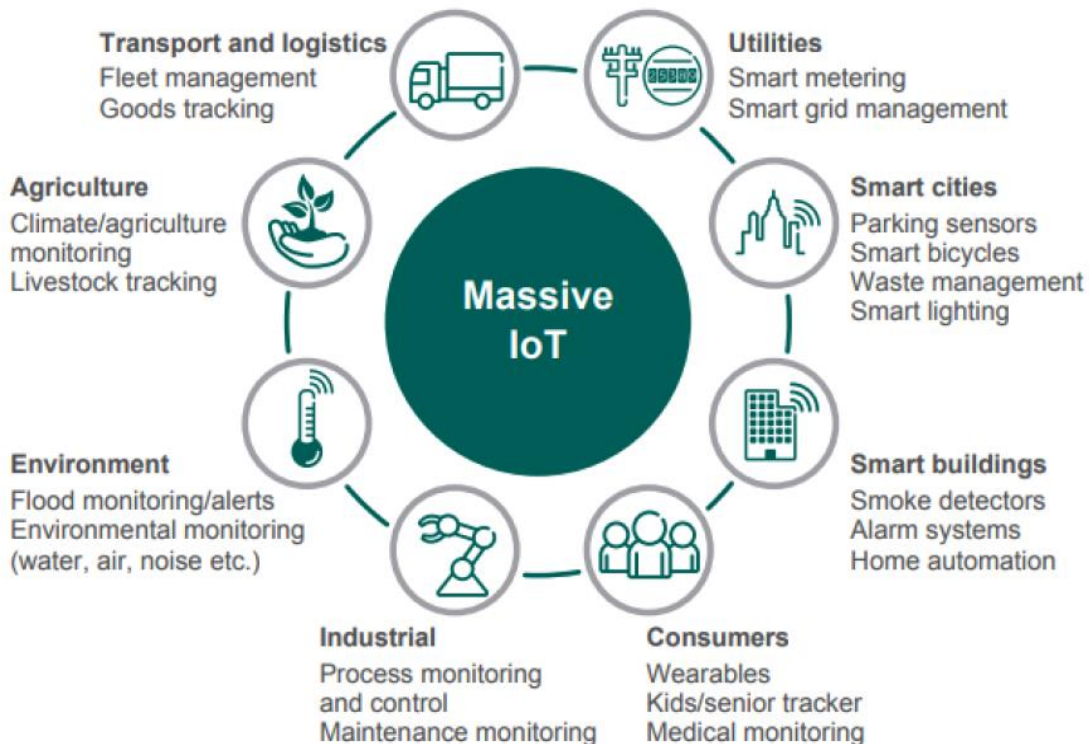 Transport and logistics
Fleet management
Goods tracking
Utilities
Smart metering
Smart grid management
Agriculture
Climate/agriculture
monitoring
Livestock tracking
Smart cities
Parking sensors
Smart bicycles
Waste management
Smart lighting
Massive
IoT
Environment
Flood monitoring/alerts
Environmental monitoring
(water, air, noise etc.)
Smart buildings
Smoke detectors
Alarm systems
Home automation
Industrial
Process monitoring
and control
Maintenance monitoring
Consumers
Wearables
Kids/senior tracker
Medical monitoring